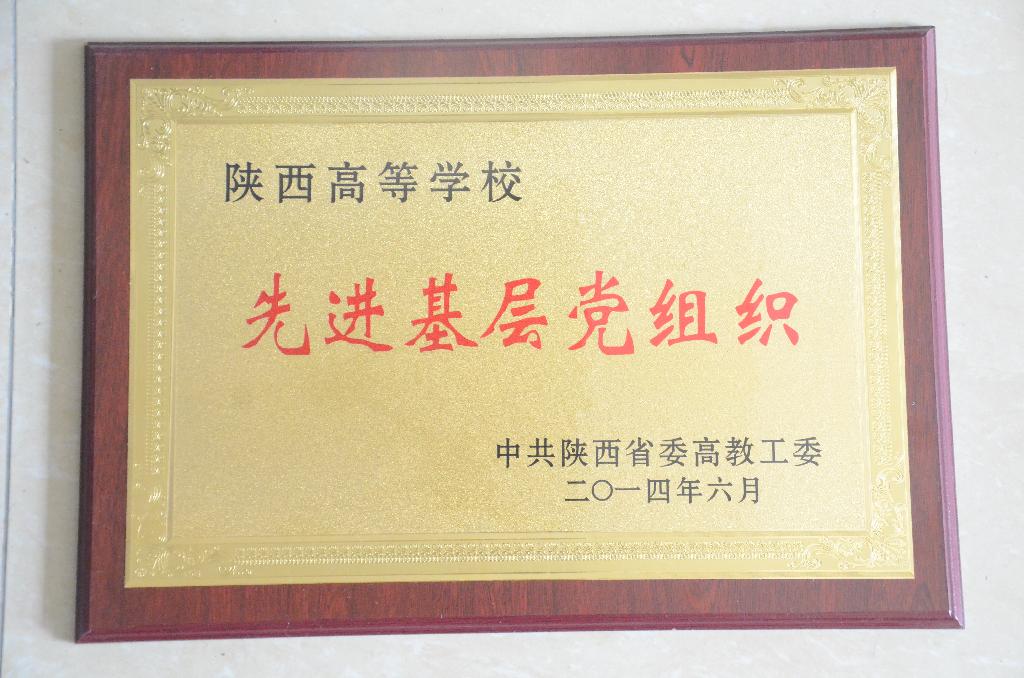 陕西高等学校
先进基层党组织
中共陕西省委高教工委
二〇一四年六月